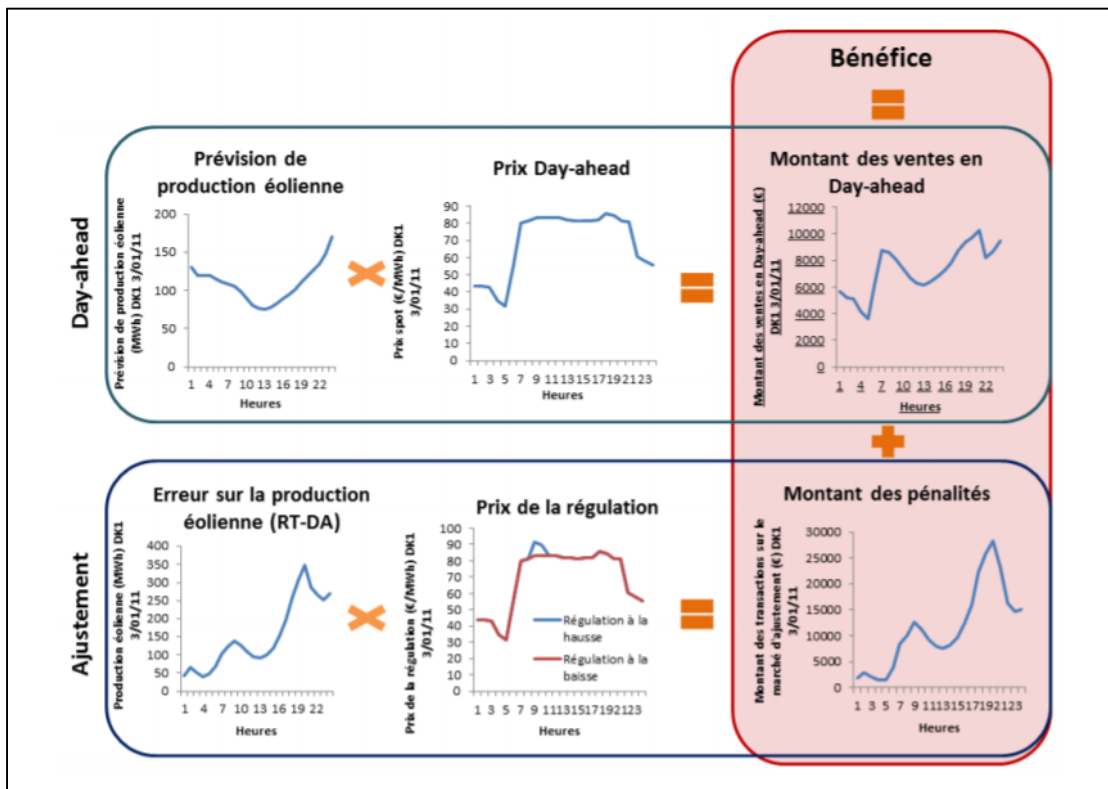 Bénéfice
Day-ahead
Prévision de
production éolienne
Prévision de production éolienne
(MWh) DK1 3/01/11
200
150
100
50
0
1 4 7 10 13 16 19 22
Heures
Prix Day-ahead
Prix spot (€/MWh) DK1
3/01/11
90
80
70
60
50
40
30
20
10
0
1 3 5 7 9 11 13 15 17 19 21 23
Heures
Montant des ventes en
Day-ahead
Montant des ventes en Day-ahead (€)
DK1 3/01/11
12000
10000
8000
6000
4000
2000
0
1 4 7 10 13 16 19 22
Heures
Ajustement
Erreur sur la production
éolienne (RT-DA)
Production éolienne (MWh) DK1
3/01/11
400
350
300
250
200
150
100
50
0
1 4 7 10 13 16 19 22
Heures
Prix de la régulation
Prix de la régulation (€/MWh) DK1
3/01/11
100
90
80
70
60
50
40
30
20
10
0
1 3 5 7 9 11 13 15 17 19 21 23
Heures
Régulation à la
hausse
Régulation à la
baisse
Montant des pénalités
Montant des transactions sur le
marché d'ajustement (€) DK1
3/01/11
30000
25000
20000
15000
10000
5000
0
1 3 5 7 9 11 13 15 17 19 21 23
Heures